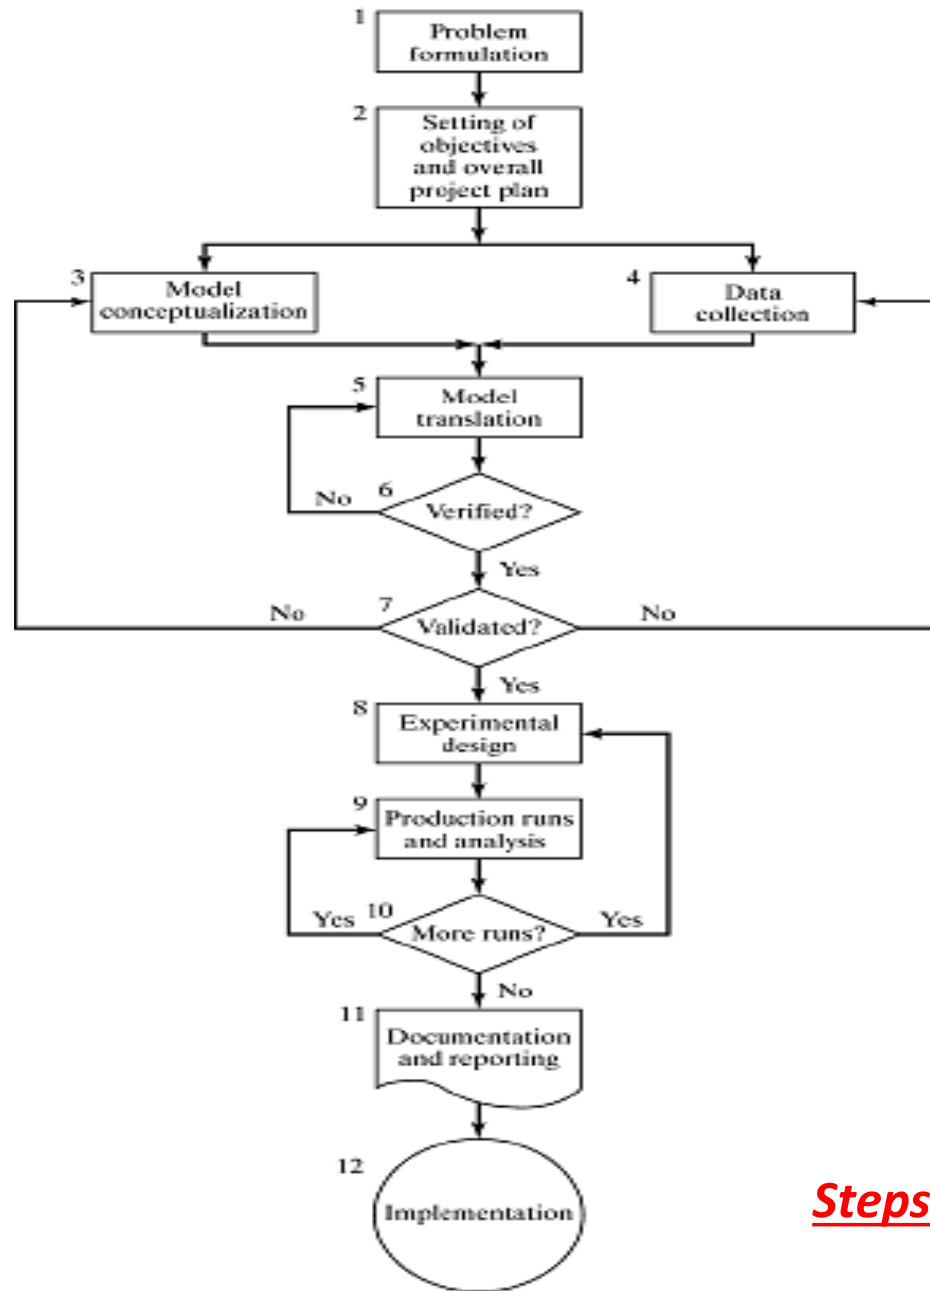 1
Problem
formulation
2
Setting of
objectives
and overall
project plan
3
Model
conceptualization
4
Data
collection
5
Model
translation
6
No
Verified?
Yes
7
No
Validated?
No
Yes
8
Experimental
design
9
Production runs
and analysis
10
Yes
More runs?
Yes
No
11
Documentation
and reporting
12
Implementation
Steps